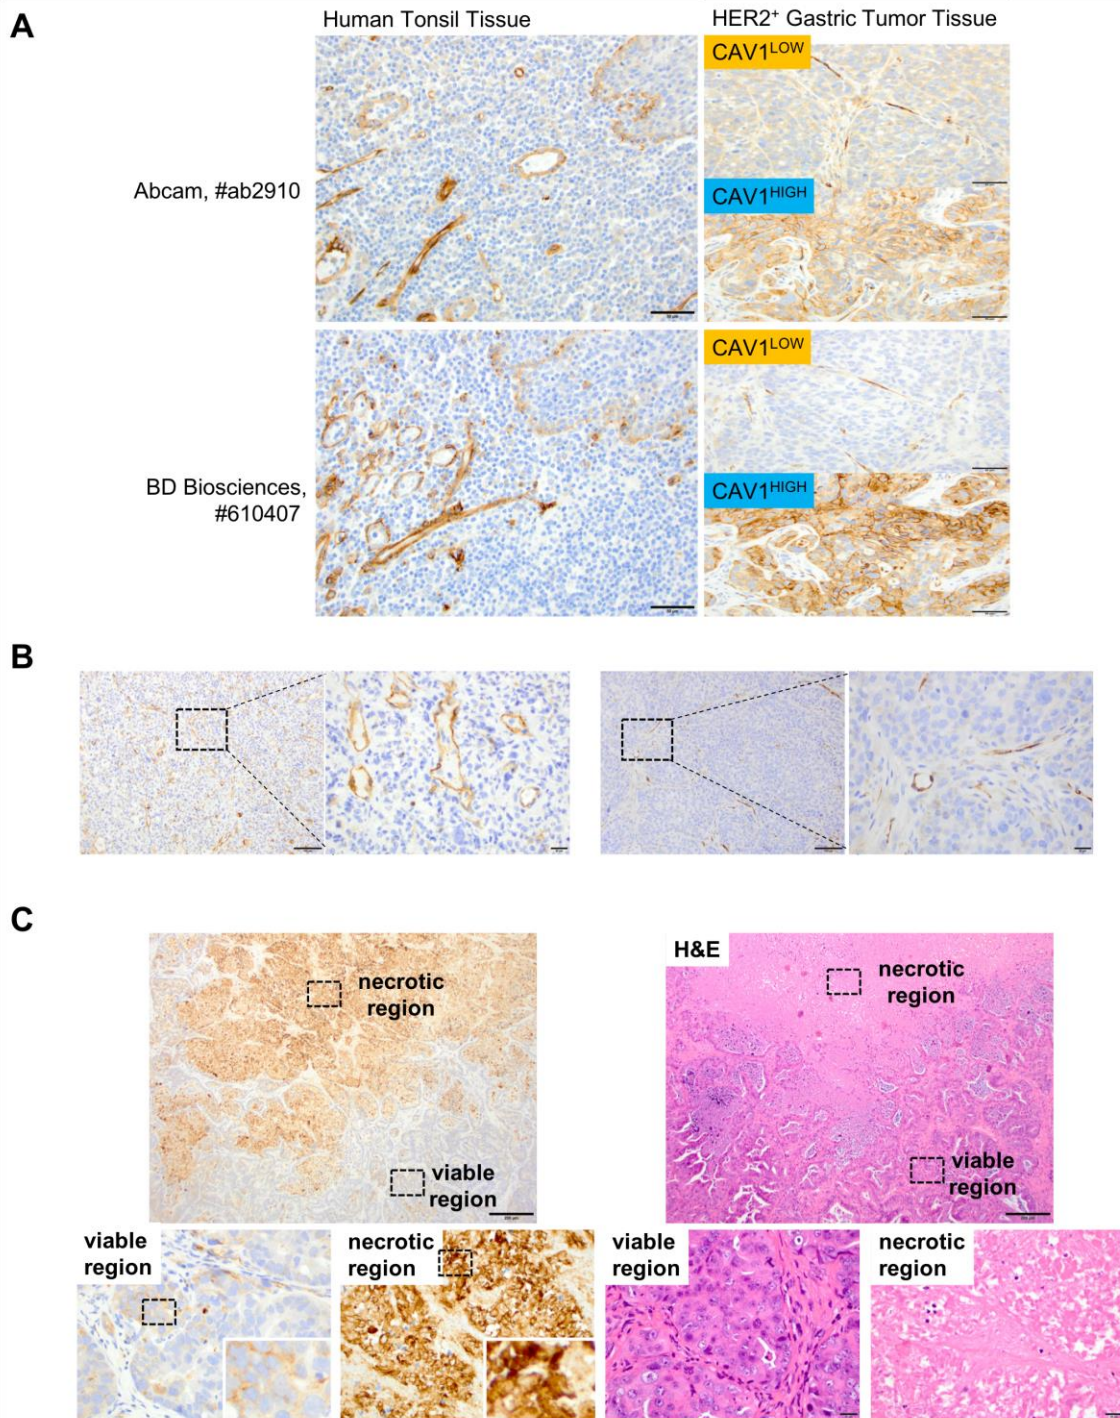 A
Human Tonsil Tissue
HER2⁺ Gastric Tumor Tissue
CAV1ᴸᴼᵂ
Abcam, #ab2910
CAV1ᴴᴵᴳᴴ
CAV1ᴸᴼᵂ
BD Biosciences,
#610407
CAV1ᴴᴵᴳᴴ
B
C
necrotic
region
viable
region
H&E
necrotic
region
viable
region
viable
region
necrotic
region
viable
region
necrotic
region